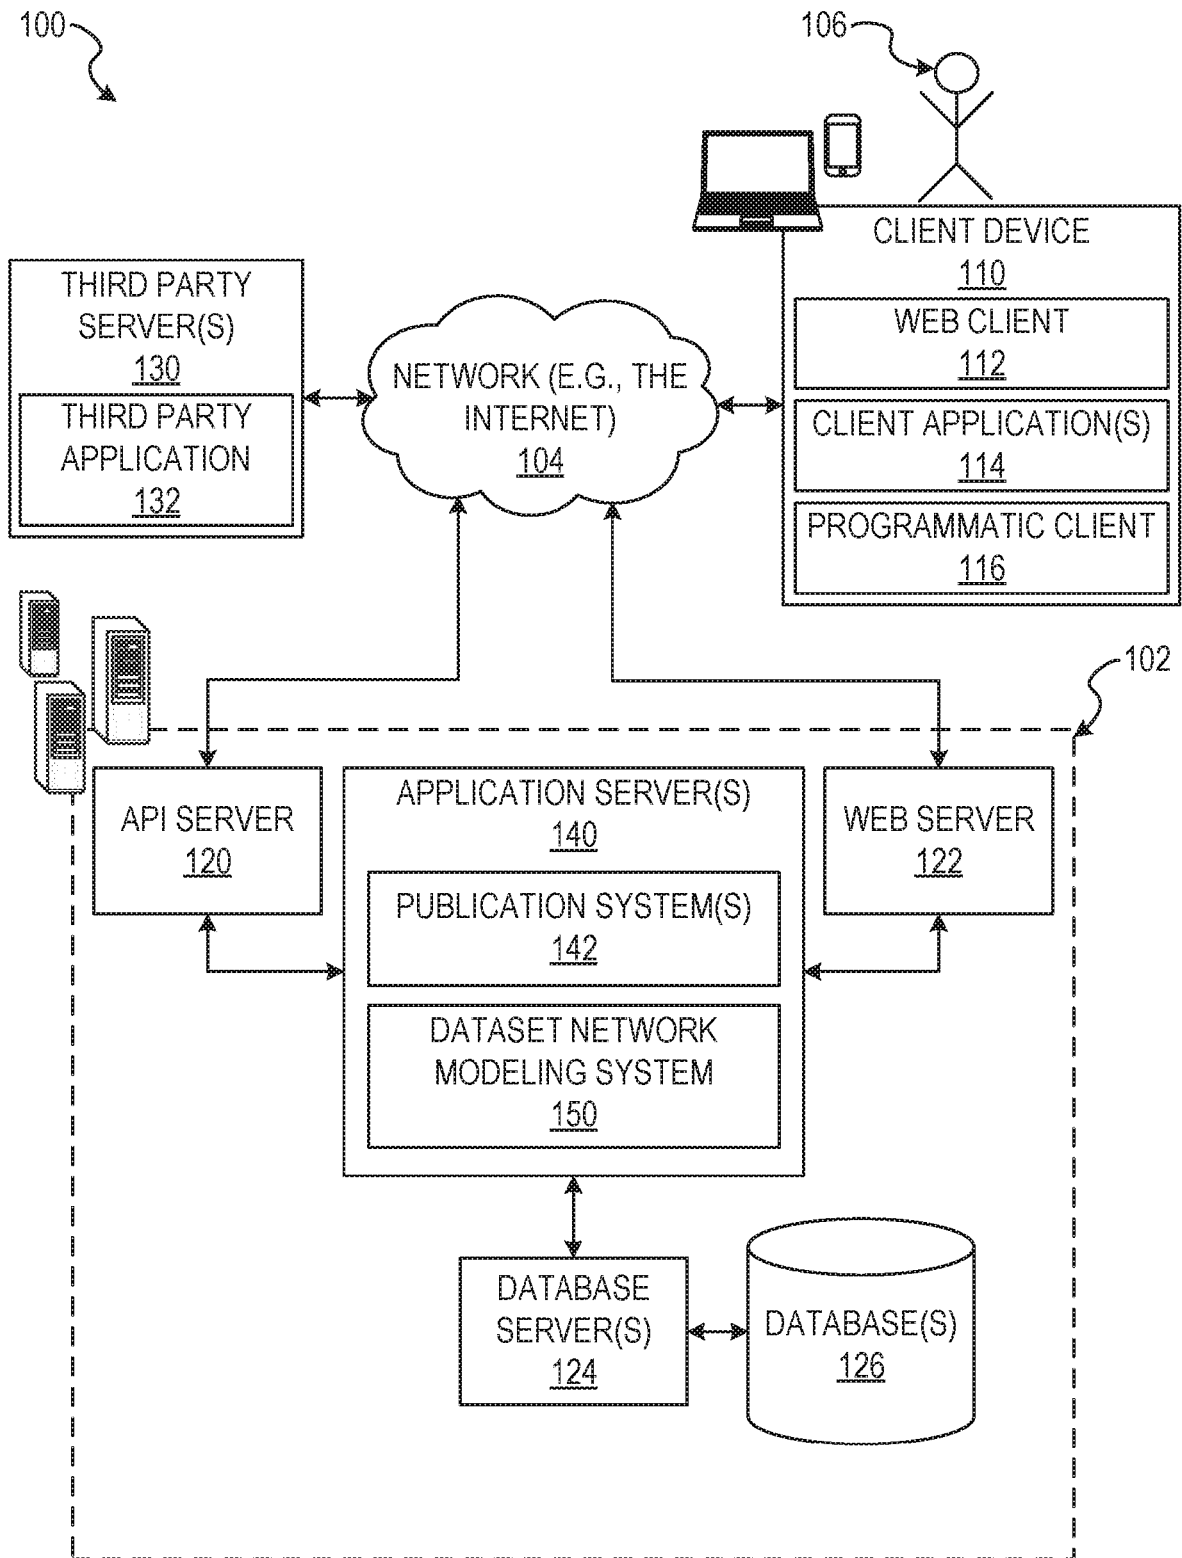 100
106
CLIENT DEVICE
110
WEB CLIENT
112
CLIENT APPLICATION(S)
114
PROGRAMMATIC CLIENT
116
THIRD PARTY
SERVER(S)
130
THIRD PARTY
APPLICATION
132
NETWORK (E.G., THE
INTERNET)
104
102
API SERVER
120
APPLICATION SERVER(S)
140
PUBLICATION SYSTEM(S)
142
DATASET NETWORK
MODELING SYSTEM
150
WEB SERVER
122
DATABASE
SERVER(S)
124
DATABASE(S)
126